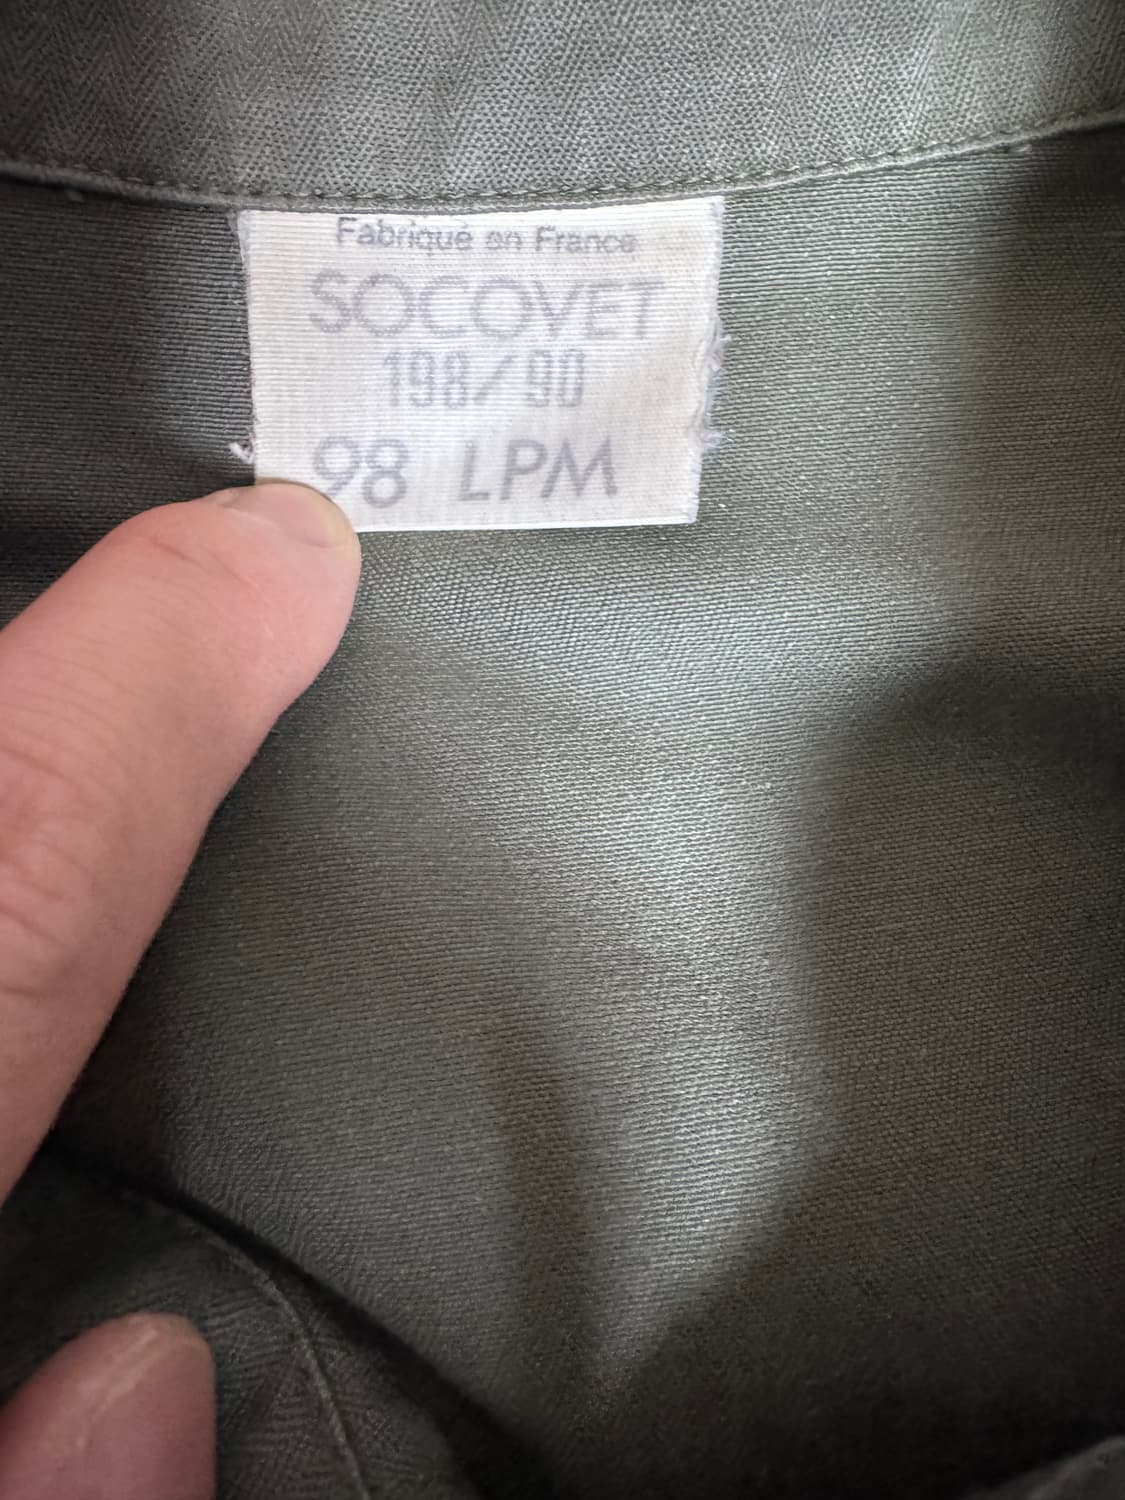 Fabriqué en France
SOCOVET
198/90
98 LPM